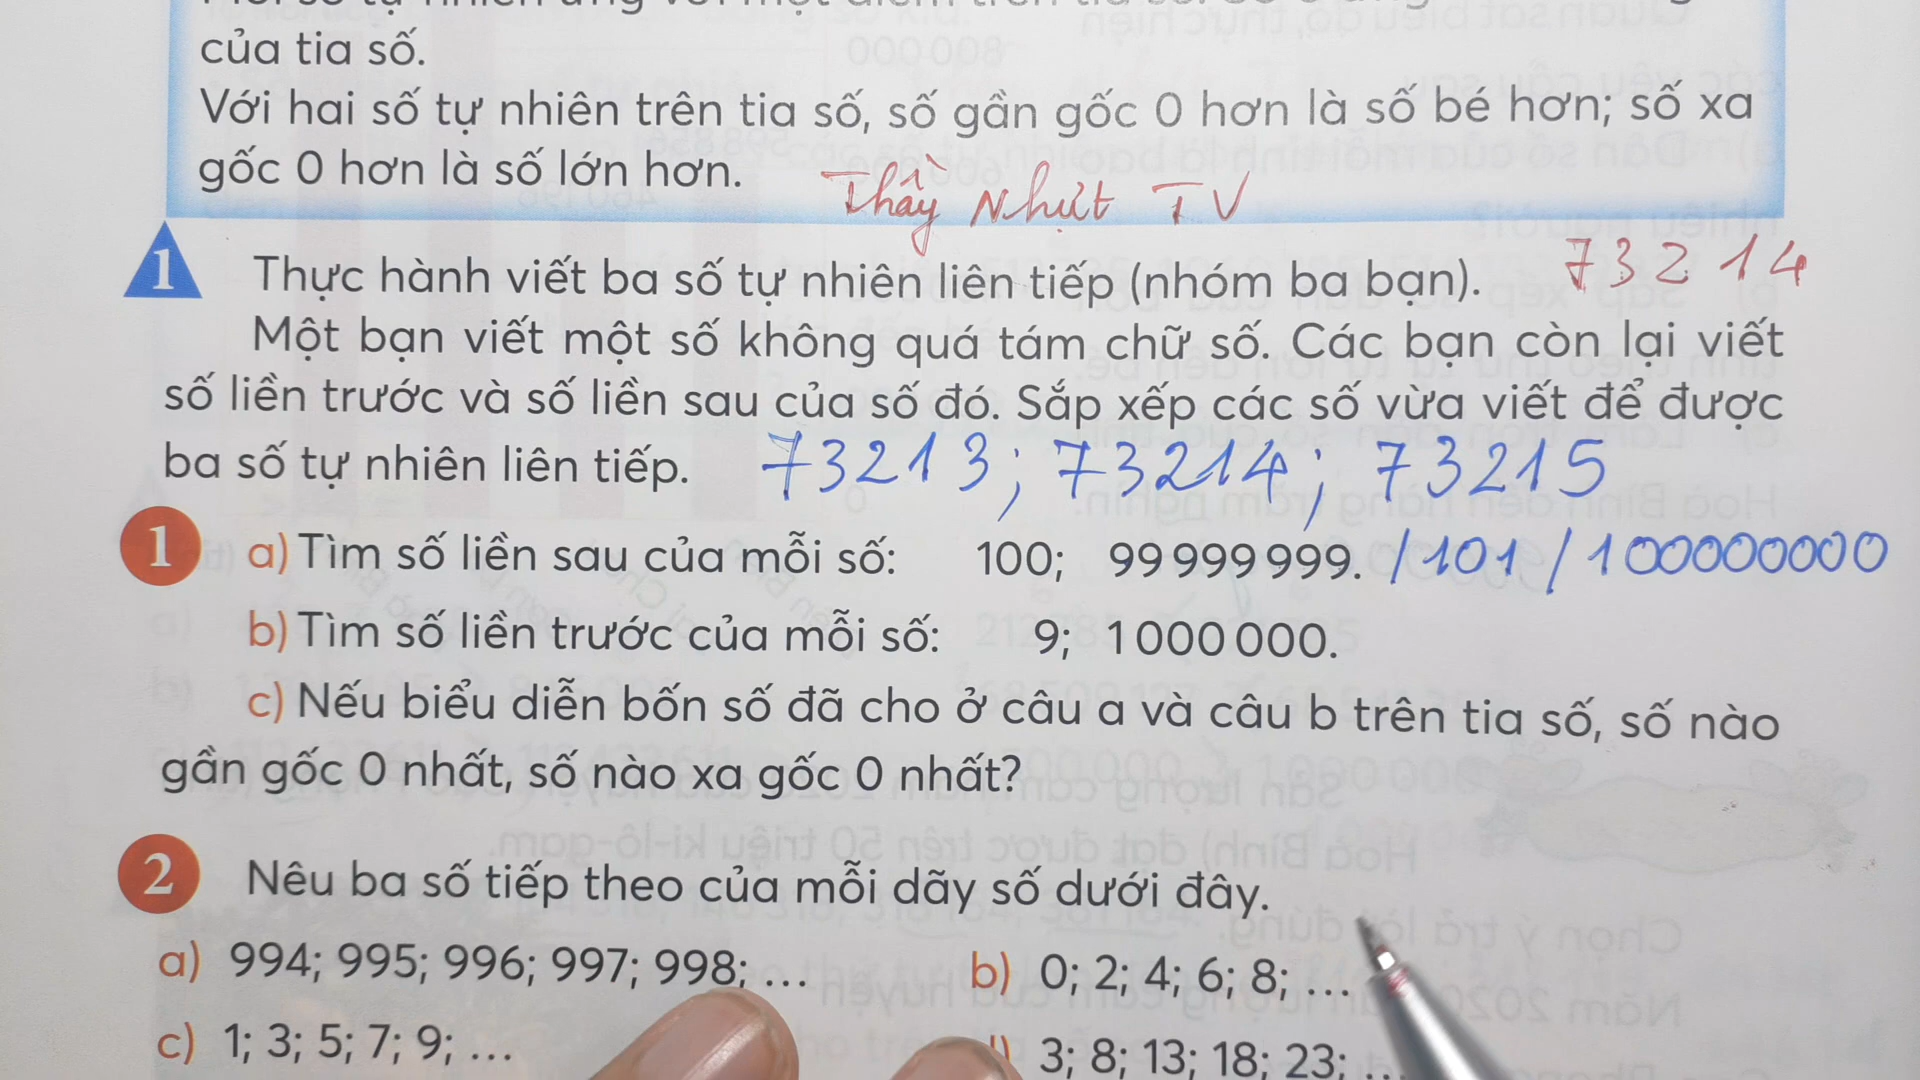 của tia số.
Với hai số tự nhiên trên tia số, số gần gốc 0 hơn là số bé hơn; số xa
gốc 0 hơn là số lớn hơn.
Thầy Nhựt TV
1 Thực hành viết ba số tự nhiên liên tiếp (nhóm ba bạn). 73214
Một bạn viết một số không quá tám chữ số. Các bạn còn lại viết
số liền trước và số liền sau của số đó. Sắp xếp các số vừa viết để được
ba số tự nhiên liên tiếp. 73213; 73214; 73215
1 a) Tìm số liền sau của mỗi số: 100; 99 999 999. /101 / 100000000
b) Tìm số liền trước của mỗi số: 9; 1 000 000.
c) Nếu biểu diễn bốn số đã cho ở câu a và câu b trên tia số, số nào
gần gốc 0 nhất, số nào xa gốc 0 nhất?
2 Nêu ba số tiếp theo của mỗi dãy số dưới đây.
a) 994; 995; 996; 997; 998; ... b) 0; 2; 4; 6; 8; ...
c) 1; 3; 5; 7; 9; ... 3; 8; 13; 18; 23; ...